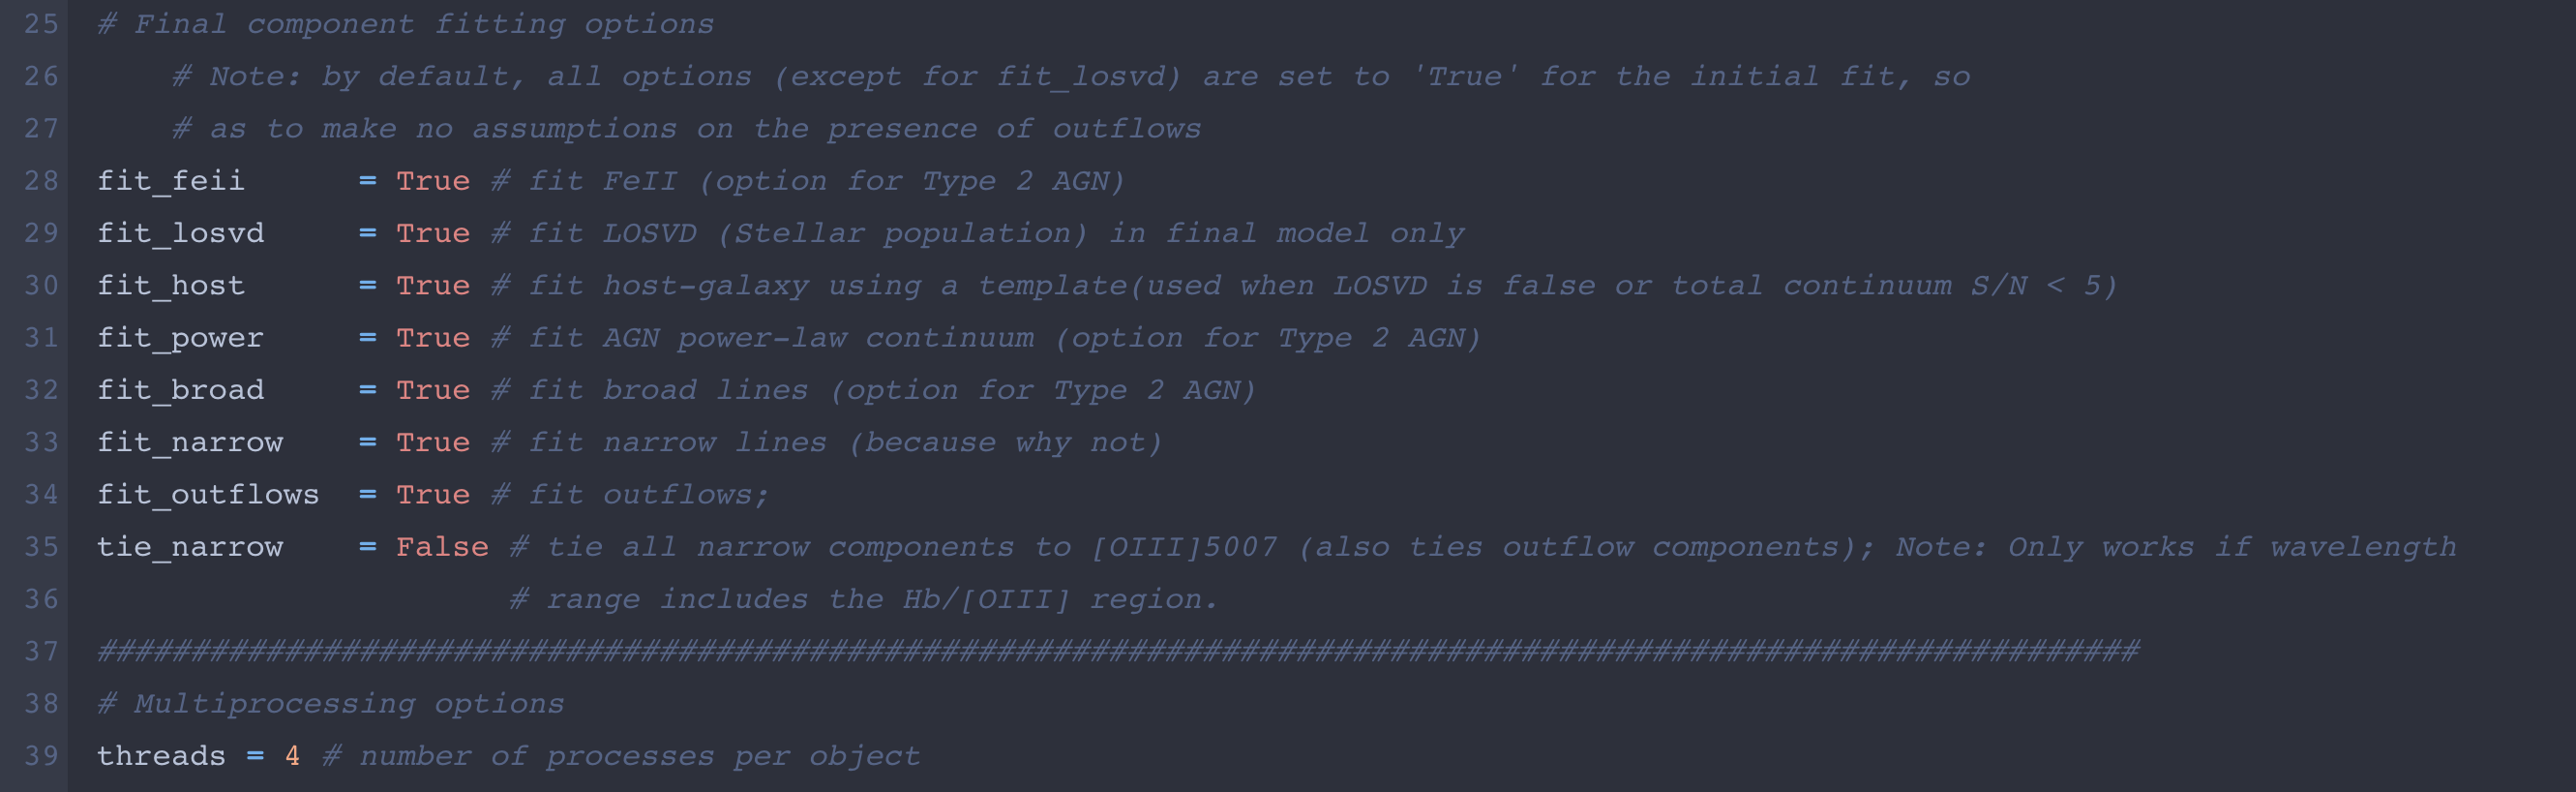 25 # Final component fitting options
26     # Note: by default, all options (except for fit_losvd) are set to 'True' for the initial fit, so
27     # as to make no assumptions on the presence of outflows
28 fit_feii      = True # fit FeII (option for Type 2 AGN)
29 fit_losvd     = True # fit LOSVD (Stellar population) in final model only
30 fit_host      = True # fit host-galaxy using a template(used when LOSVD is false or total continuum S/N < 5)
31 fit_power     = True # fit AGN power-law continuum (option for Type 2 AGN)
32 fit_broad     = True # fit broad lines (option for Type 2 AGN)
33 fit_narrow    = True # fit narrow lines (because why not)
34 fit_outflows  = True # fit outflows;
35 tie_narrow    = False # tie all narrow components to [OIII]5007 (also ties outflow components); Note: Only works if wavelength
36                       # range includes the Hb/[OIII] region.
37 #############################################################################################################
38 # Multiprocessing options
39 threads = 4 # number of processes per object